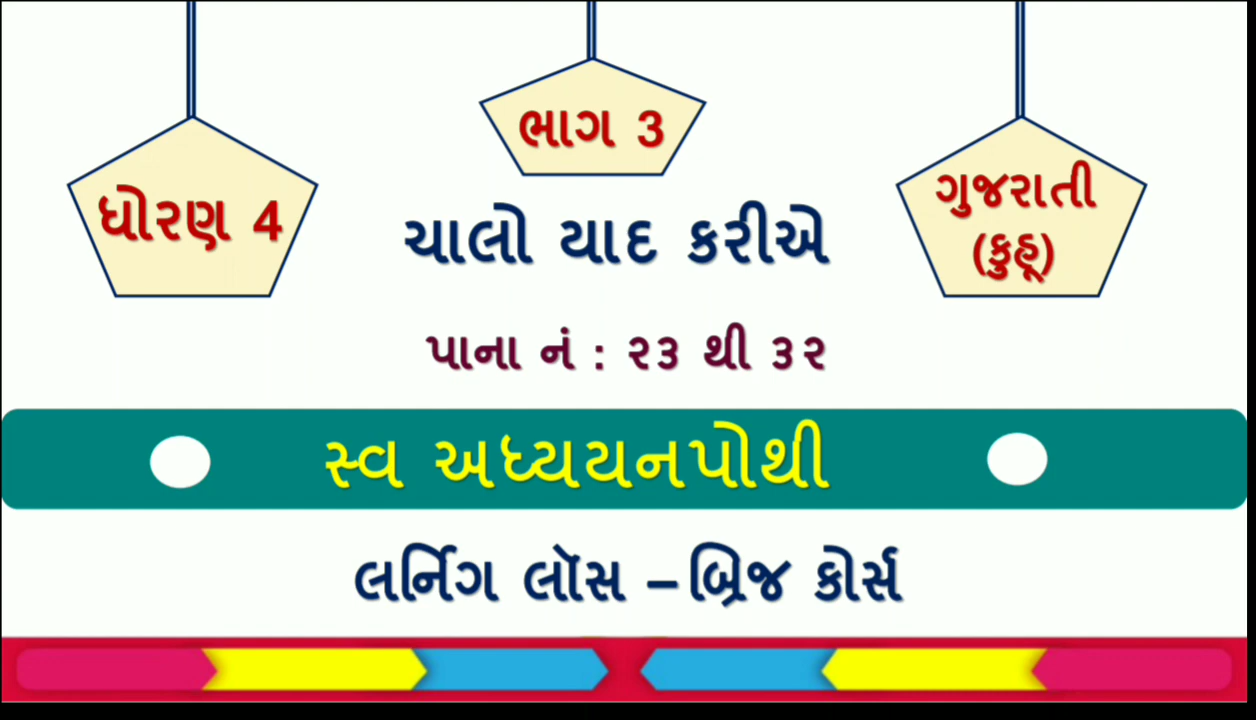 ભાગ 3
ધોરણ 4
ગુજરાતી
(કુહૂ)
ચાલો યાદ કરીએ
પાના નં : ૨૩ થી ૩૨
સ્વ અધ્યયનપોથી
લર્નિંગ લૉસ – બ્રિજ કોર્સ